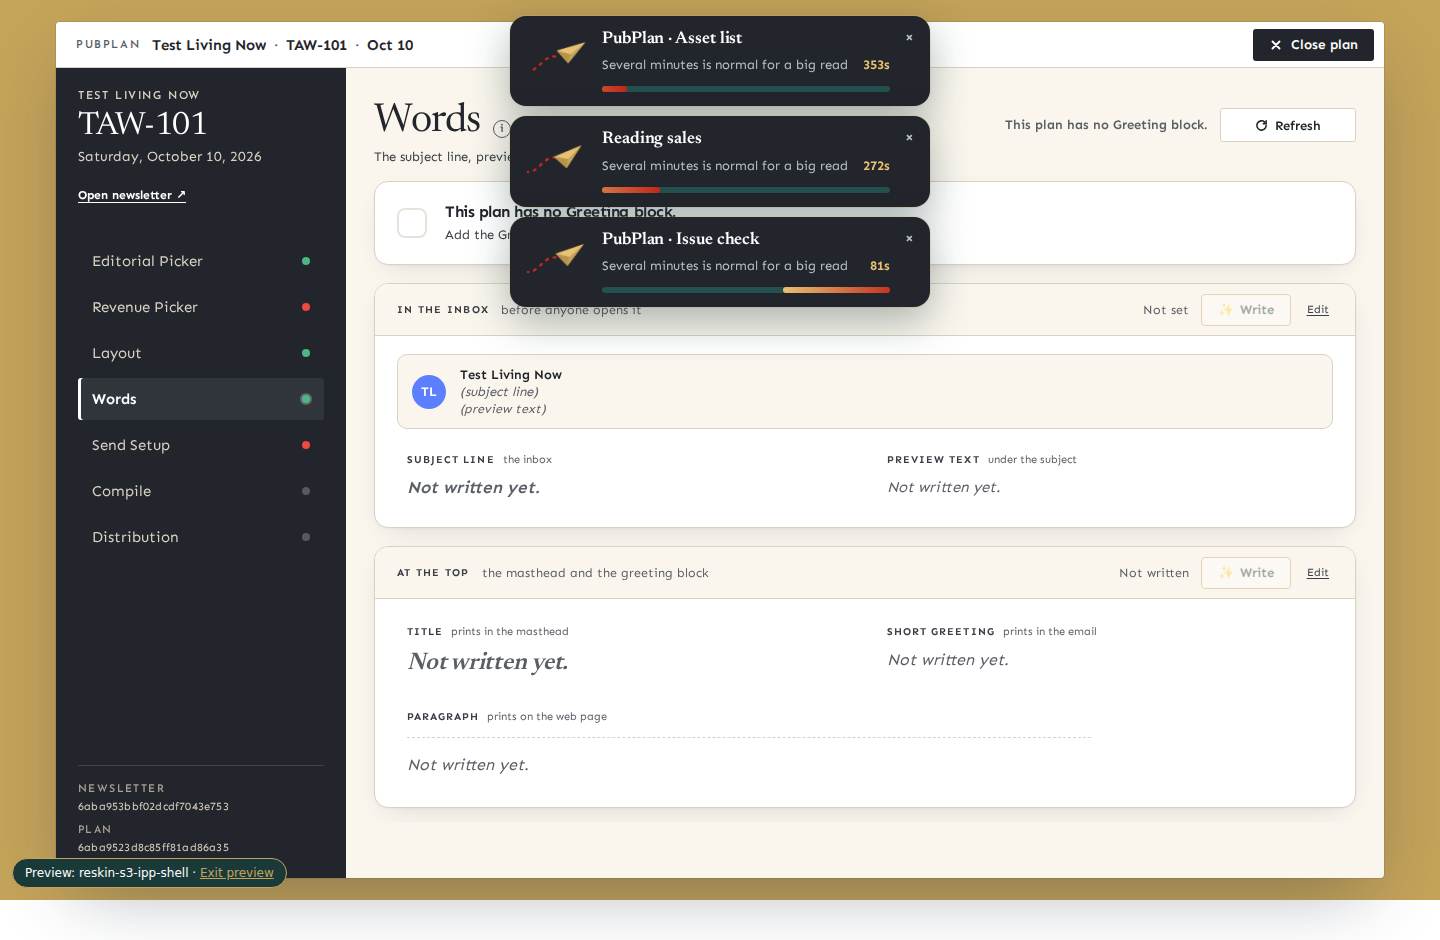 PUBPLAN Test Living Now · TAW-101 · Oct 10
Close plan
PubPlan · Asset list
Several minutes is normal for a big read 353s
Reading sales
Several minutes is normal for a big read 272s
PubPlan · Issue check
Several minutes is normal for a big read 81s
TEST LIVING NOW
TAW-101
Saturday, October 10, 2026
Open newsletter ↗
Editorial Picker
Revenue Picker
Layout
Words
Send Setup
Compile
Distribution
NEWSLETTER
6aba953bbf02dcdf7043e753
PLAN
6aba9523d8c85ff81ad86a35
Preview: reskin-s3-ipp-shell · Exit preview
Words
This plan has no Greeting block.
Refresh
The subject line, previe
This plan has no Greeting block.
Add the Gr
IN THE INBOX before anyone opens it
Not set ✨ Write Edit
TL
Test Living Now
(subject line)
(preview text)
SUBJECT LINE the inbox
Not written yet.
PREVIEW TEXT under the subject
Not written yet.
AT THE TOP the masthead and the greeting block
Not written ✨ Write Edit
TITLE prints in the masthead
Not written yet.
SHORT GREETING prints in the email
Not written yet.
PARAGRAPH prints on the web page
Not written yet.